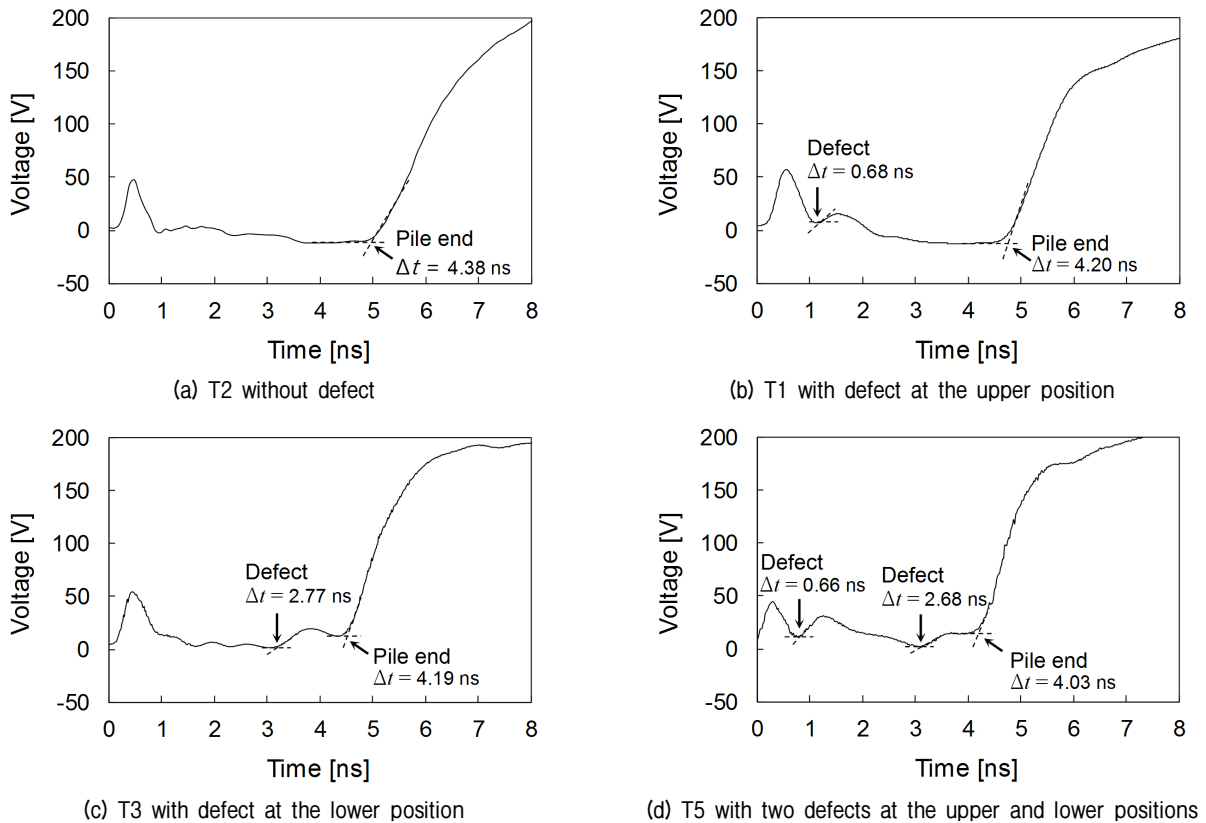 200
150
100
50
0
-50
Voltage [V]
Pile end
Δt = 4.38 ns
0 1 2 3 4 5 6 7 8
Time [ns]
(a) T2 without defect
200
150
100
50
0
-50
Voltage [V]
Defect
Δt = 0.68 ns
Pile end
Δt = 4.20 ns
0 1 2 3 4 5 6 7 8
Time [ns]
(b) T1 with defect at the upper position
200
150
100
50
0
-50
Voltage [V]
Defect
Δt = 2.77 ns
Pile end
Δt = 4.19 ns
0 1 2 3 4 5 6 7 8
Time [ns]
(c) T3 with defect at the lower position
200
150
100
50
0
-50
Voltage [V]
Defect
Δt = 0.66 ns
Defect
Δt = 2.68 ns
Pile end
Δt = 4.03 ns
0 1 2 3 4 5 6 7 8
Time [ns]
(d) T5 with two defects at the upper and lower positions